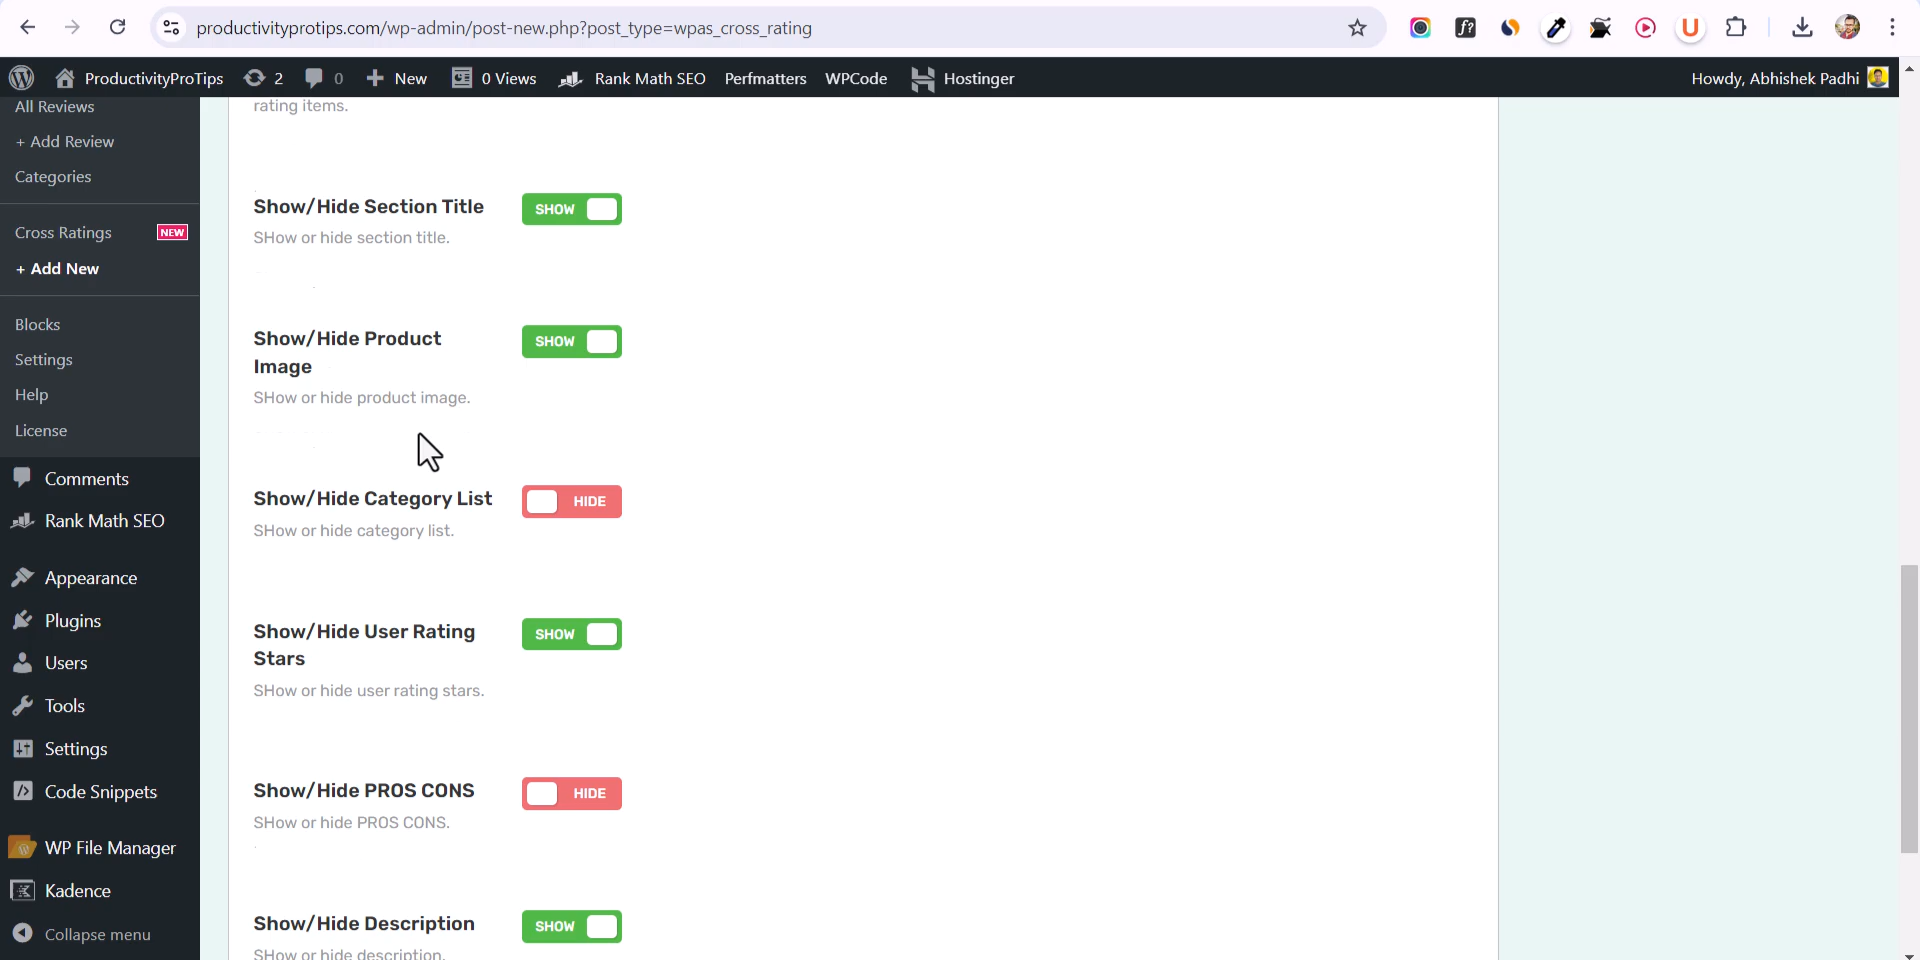 productivityprotips.com/wp-admin/post-new.php?post_type=wpas_cross_rating
f?
U
ProductivityProTips
2
0
New
0 Views
Rank Math SEO
Perfmatters
WPCode
Hostinger
Howdy, Abhishek Padhi
All Reviews
+ Add Review
Categories
Cross Ratings NEW
+ Add New
Blocks
Settings
Help
License
Comments
Rank Math SEO
Appearance
Plugins
Users
Tools
Settings
Code Snippets
WP File Manager
Kadence
Collapse menu
rating items.
Show/Hide Section Title
SHOW
SHow or hide section title.
Show/Hide Product
Image
SHOW
SHow or hide product image.
Show/Hide Category List
HIDE
SHow or hide category list.
Show/Hide User Rating
Stars
SHOW
SHow or hide user rating stars.
Show/Hide PROS CONS
HIDE
SHow or hide PROS CONS.
Show/Hide Description
SHOW
SHow or hide description.